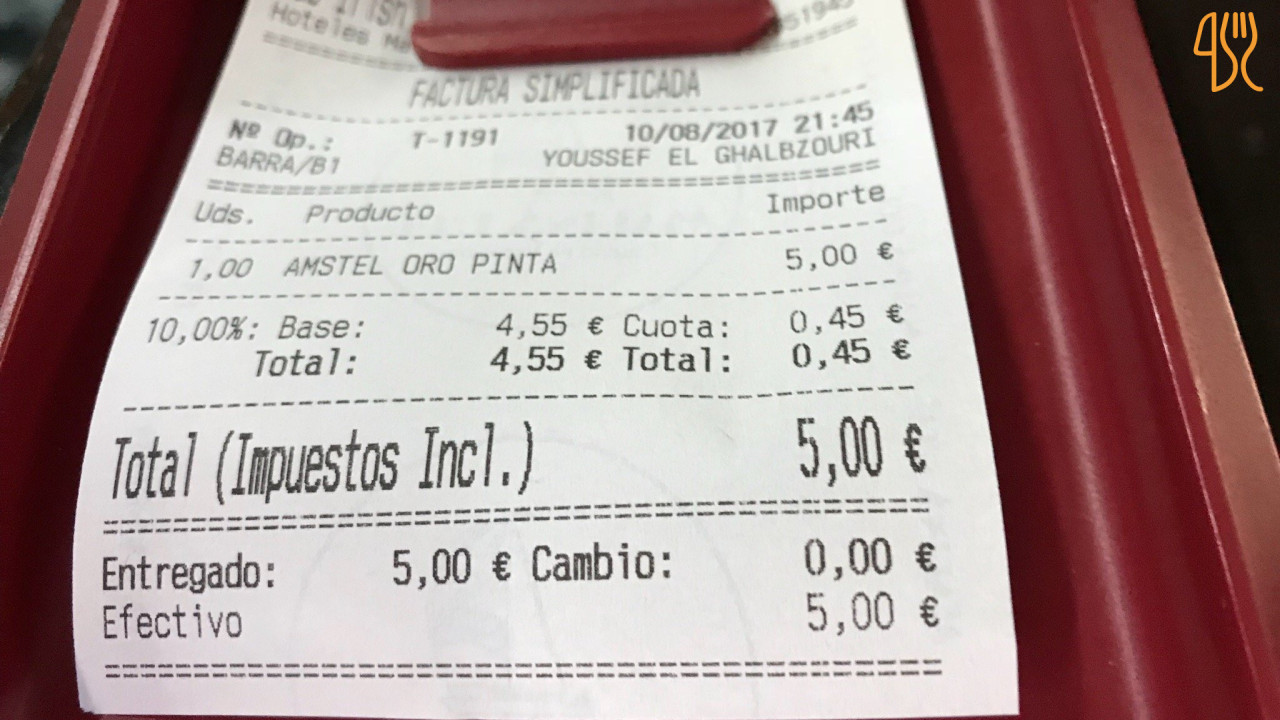 Hoteles
FACTURA SIMPLIFICADA
Nº Op.: T-1191 10/08/2017 21:45
BARRA/B1 YOUSSEF EL GHALBZOURI
Uds. Producto Importe
1,00 AMSTEL ORO PINTA 5,00 €
10,00%: Base: 4,55 € Cuota: 0,45 €
Total: 4,55 € Total: 0,45 €
Total (Impuestos Incl.) 5,00 €
Entregado: 5,00 € Cambio: 0,00 €
Efectivo 5,00 €